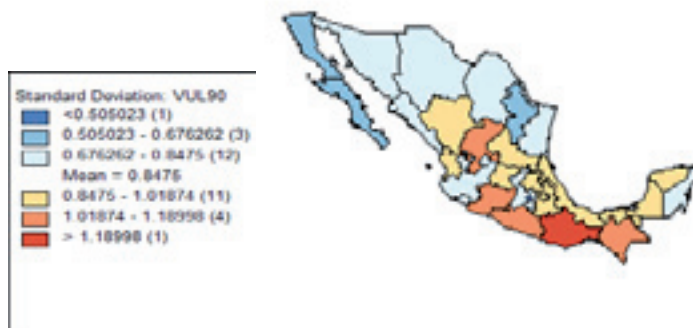 Standard Deviation: VUL90
<0.505023 (1)
0.505023 - 0.676262 (3)
0.676262 - 0.8475 (12)
Mean = 0.8475
0.8475 - 1.01874 (11)
1.01874 - 1.18998 (4)
> 1.18998 (1)